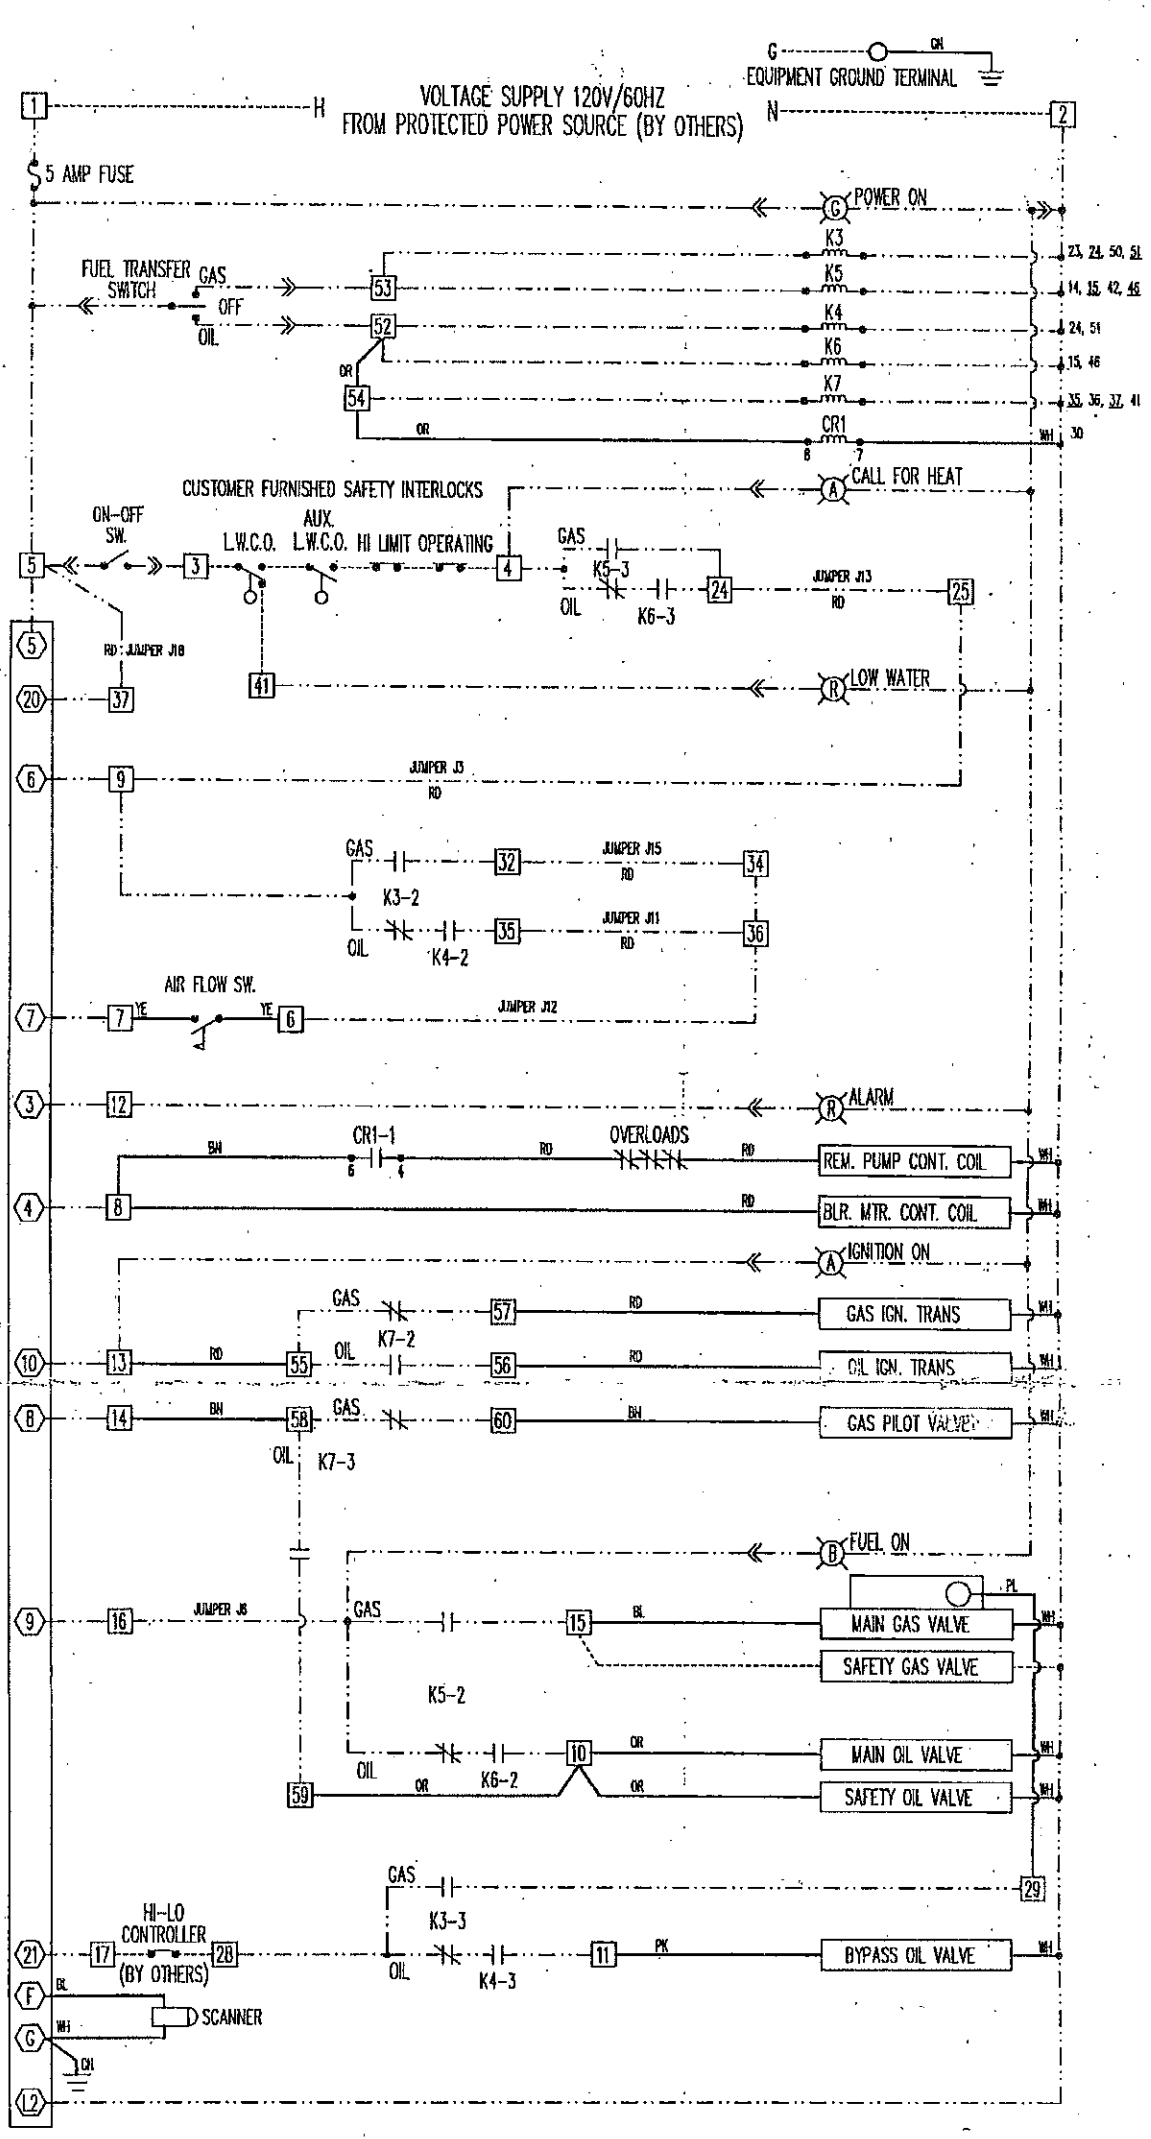 G GN
EQUIPMENT GROUND TERMINAL
1 H VOLTAGE SUPPLY 120V/60HZ N 2
FROM PROTECTED POWER SOURCE (BY OTHERS)
5 AMP FUSE
G POWER ON
K3 23, 24, 50, 51
FUEL TRANSFER SWITCH GAS 53 K5 14, 15, 42, 46
OFF
OIL 52 K4 24, 51
K6 15, 46
OR 54 K7 35, 36, 37, 41
OR CR1 WH 30
8 7
A CALL FOR HEAT
CUSTOMER FURNISHED SAFETY INTERLOCKS
ON-OFF SW. AUX.
L.W.C.O. L.W.C.O. HI LIMIT OPERATING
5 3 4 GAS K5-3
OIL K6-3 24 JUMPER J13 RD 25
5
RD JUMPER J18
20 37 41 R LOW WATER
6 9 JUMPER J3
RD
GAS K3-2 32 JUMPER J15 RD 34
OIL K4-2 35 JUMPER J11 RD 36
AIR FLOW SW.
7 7 YE YE 6 JUMPER J12
3 12 R ALARM
BN CR1-1 RD OVERLOADS RD REM. PUMP CONT. COIL WH
6 4
4 8 RD BLR. MTR. CONT. COIL WH
A IGNITION ON
GAS K7-2 57 RD GAS IGN. TRANS WH
10 13 RD 55 OIL 56 RD OIL IGN. TRANS WH
8 14 BN 58 GAS 60 BN GAS PILOT VALVE WH
OIL K7-3
B FUEL ON
PL
9 16 JUMPER J6 GAS 15 BL MAIN GAS VALVE WH
SAFETY GAS VALVE
K5-2
OIL K6-2 10 OR MAIN OIL VALVE WH
59 OR OR SAFETY OIL VALVE WH
GAS K3-3 29
HI-LO
CONTROLLER
21 17 28 OIL K4-3 11 PK BYPASS OIL VALVE WH
(BY OTHERS)
F BL
SCANNER
G WH
GN
L2